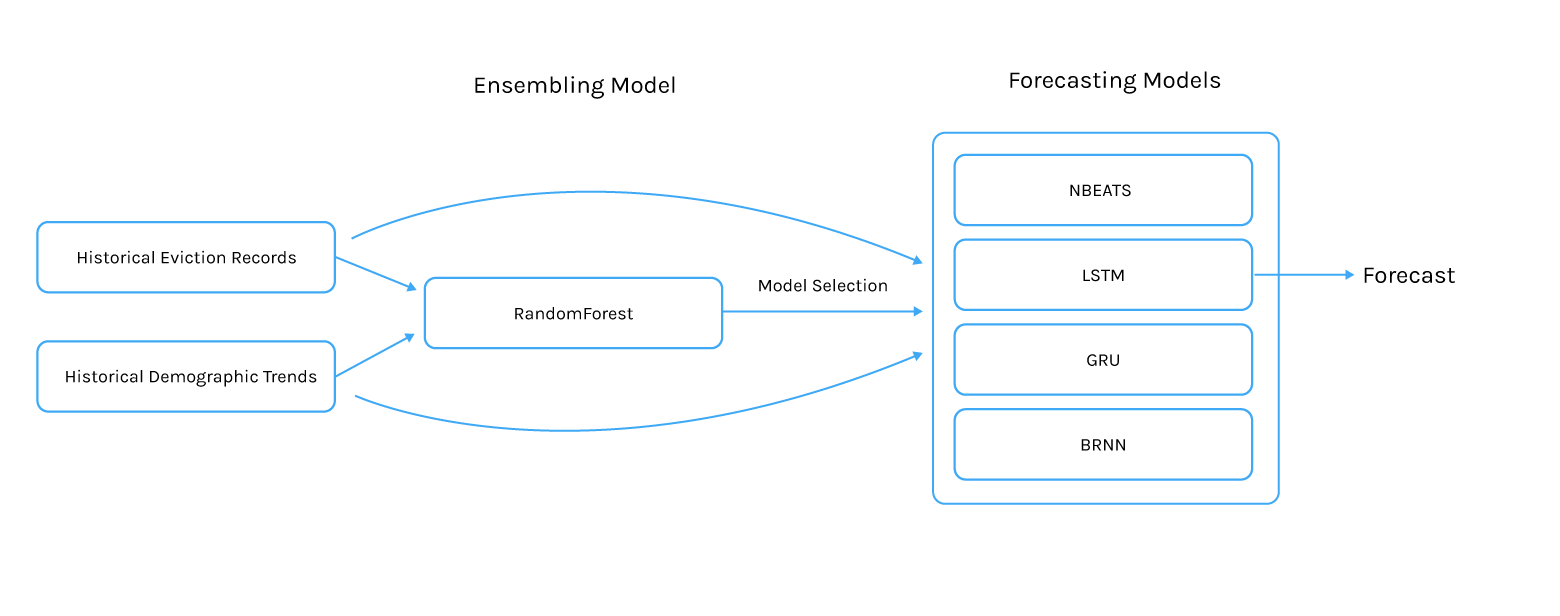 Ensembling Model
Forecasting Models
Historical Eviction Records
Historical Demographic Trends
RandomForest
Model Selection
NBEATS
LSTM
GRU
BRNN
Forecast